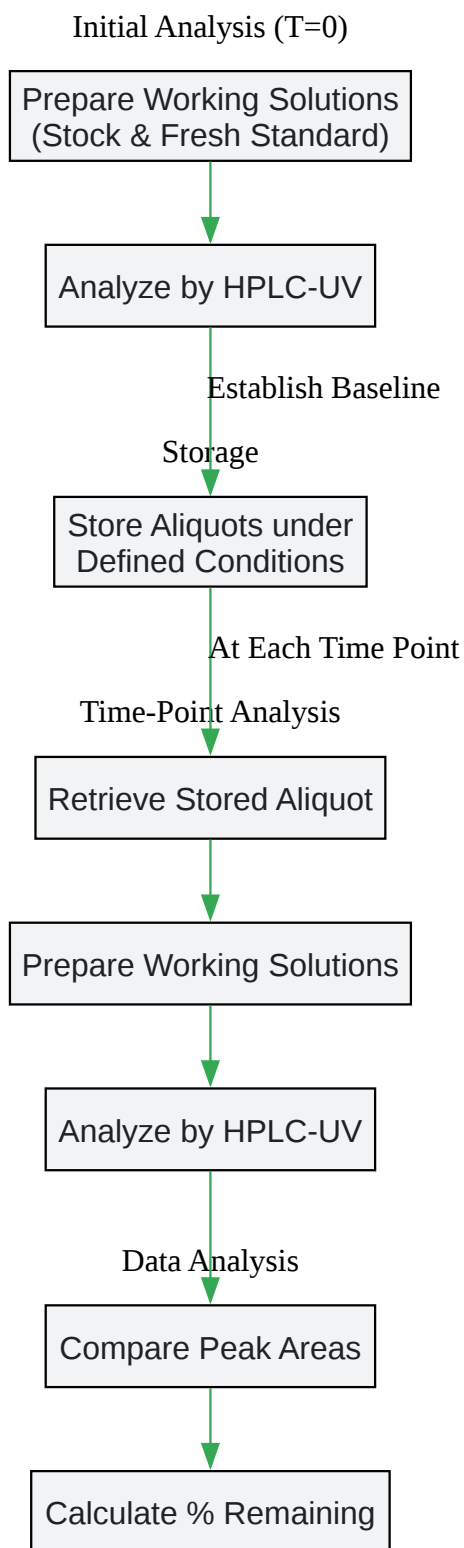 Initial Analysis (T=0)
Prepare Working Solutions
(Stock & Fresh Standard)
Analyze by HPLC-UV
Establish Baseline
Storage
Store Aliquots under
Defined Conditions
At Each Time Point
Time-Point Analysis
Retrieve Stored Aliquot
Prepare Working Solutions
Analyze by HPLC-UV
Data Analysis
Compare Peak Areas
Calculate % Remaining